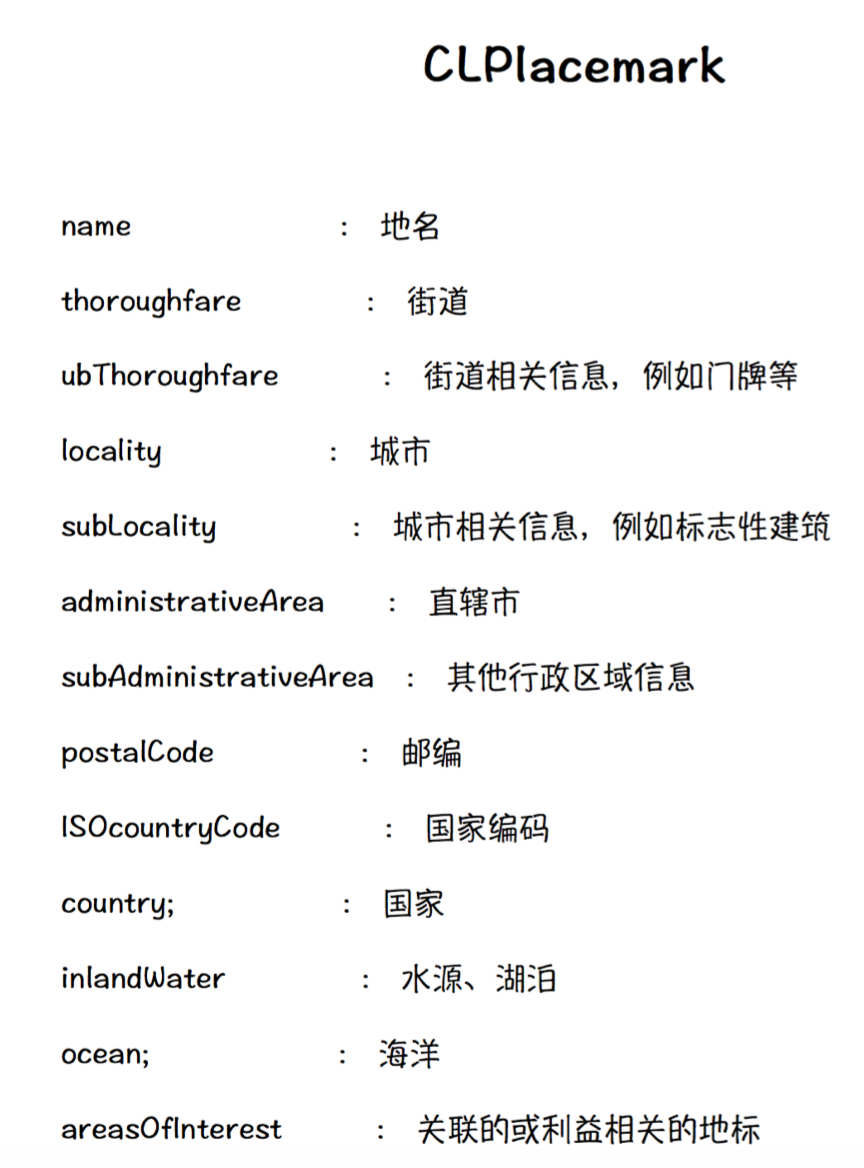 CLPlacemark
name : 地名
thoroughfare : 街道
ubThoroughfare : 街道相关信息，例如门牌等
locality : 城市
subLocality : 城市相关信息，例如标志性建筑
administrativeArea : 直辖市
subAdministrativeArea : 其他行政区域信息
postalCode : 邮编
ISOcountryCode : 国家编码
country; : 国家
inlandWater : 水源、湖泊
ocean; : 海洋
areasOfInterest : 关联的或利益相关的地标